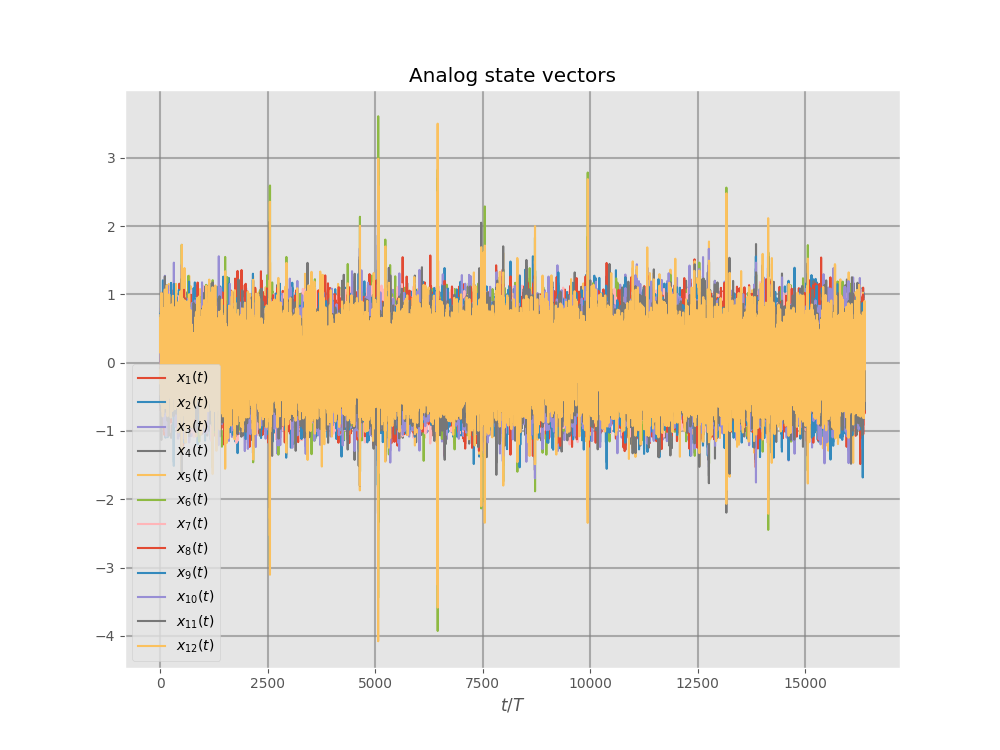 Analog state vectors
3
2
1
0
−1
−2
−3
−4
x₁(t)
x₂(t)
x₃(t)
x₄(t)
x₅(t)
x₆(t)
x₇(t)
x₈(t)
x₉(t)
x₁₀(t)
x₁₁(t)
x₁₂(t)
0 2500 5000 7500 10000 12500 15000
t/T